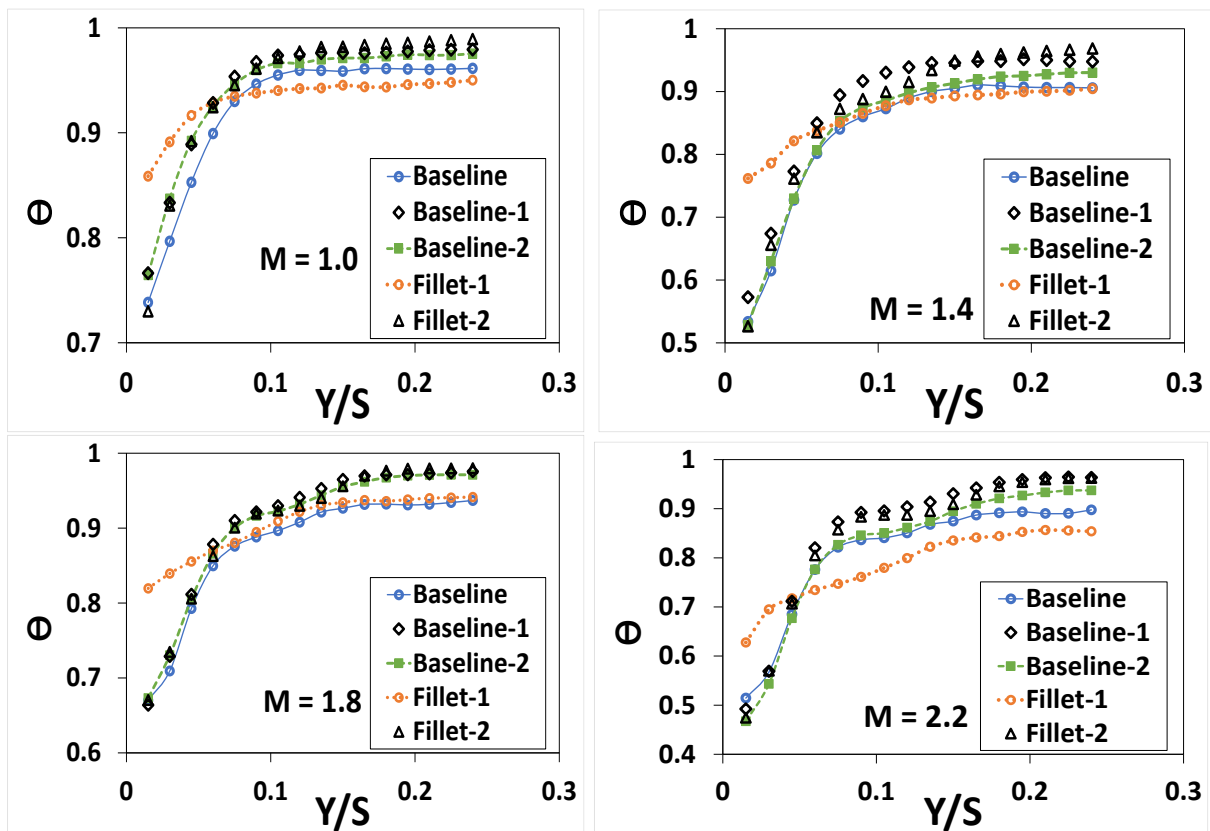 1
0.9
0.8
0.7
Ө
0
0.1
0.2
0.3
Y/S
M = 1.0
Baseline
Baseline-1
Baseline-2
Fillet-1
Fillet-2
1
0.9
0.8
0.7
0.6
0.5
Ө
0
0.1
0.2
0.3
Y/S
M = 1.4
Baseline
Baseline-1
Baseline-2
Fillet-1
Fillet-2
1
0.9
0.8
0.7
0.6
Ө
0
0.1
0.2
0.3
Y/S
M = 1.8
Baseline
Baseline-1
Baseline-2
Fillet-1
Fillet-2
1
0.9
0.8
0.7
0.6
0.5
0.4
Ө
0
0.1
0.2
0.3
Y/S
M = 2.2
Baseline
Baseline-1
Baseline-2
Fillet-1
Fillet-2